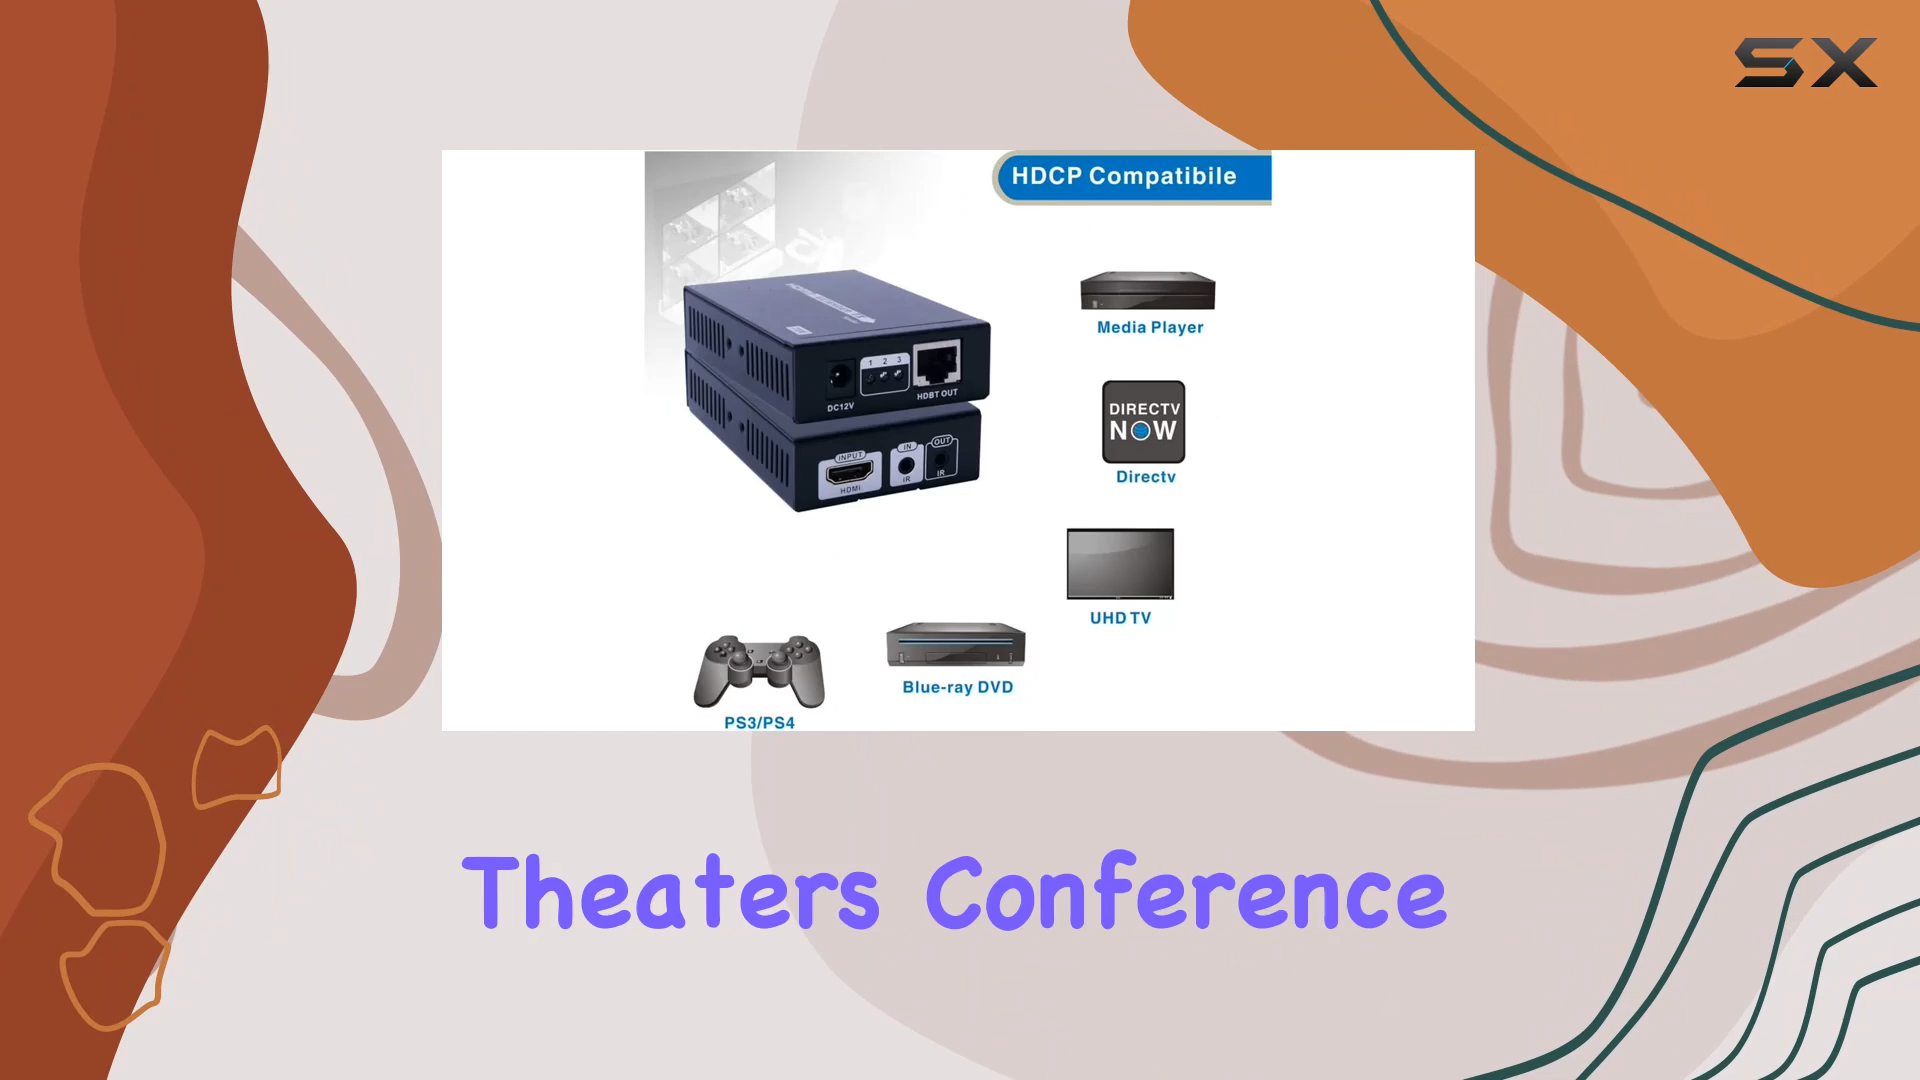 SX
HDCP Compatibile
Media Player
1 2 3
DC12V
HDBT OUT
DIRECTV
NOW
Directv
INPUT
HDMI
IN
IR
OUT
IR
UHD TV
Blue-ray DVD
PS3/PS4
Theaters Conference